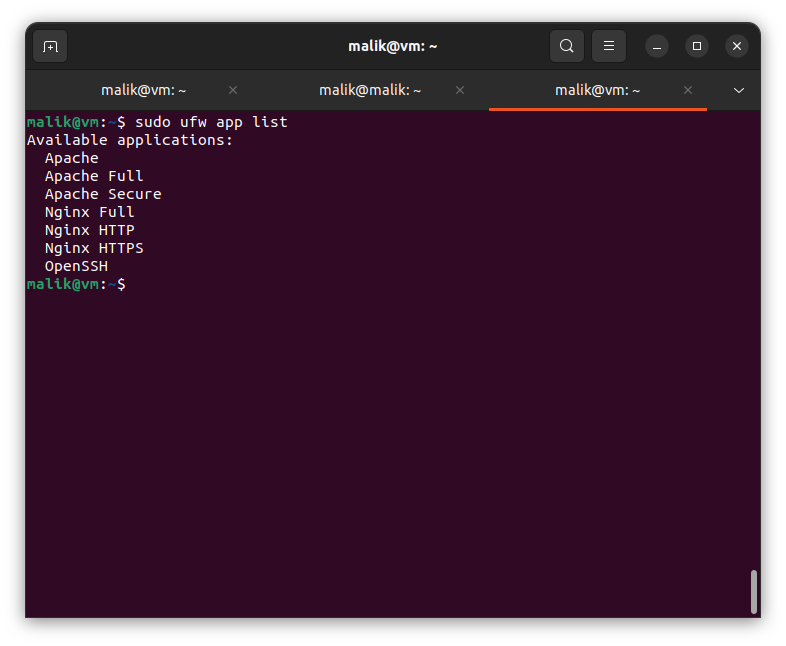 malik@vm: ~
malik@vm: ~ malik@malik: ~ malik@vm: ~
malik@vm:~$ sudo ufw app list
Available applications:
  Apache
  Apache Full
  Apache Secure
  Nginx Full
  Nginx HTTP
  Nginx HTTPS
  OpenSSH
malik@vm:~$